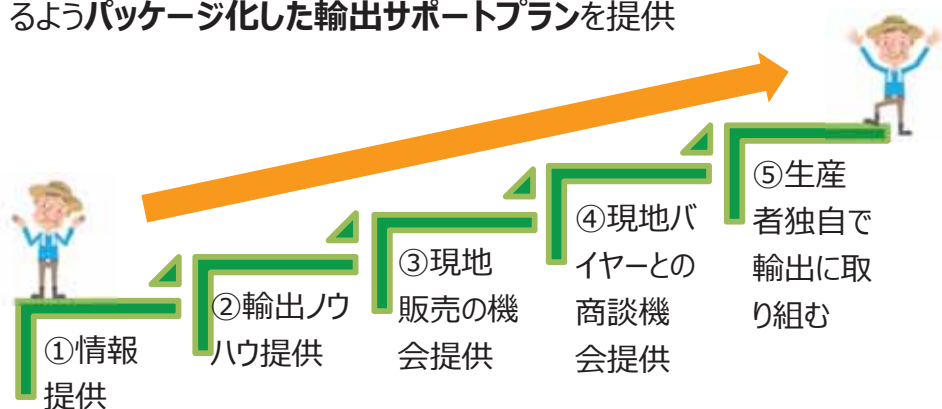 るようパッケージ化した輸出サポートプランを提供
①情報
提供
②輸出ノウ
ハウ提供
③現地
販売の機
会提供
④現地バ
イヤーとの
商談機
会提供
⑤生産
者独自で
輸出に取
り組む